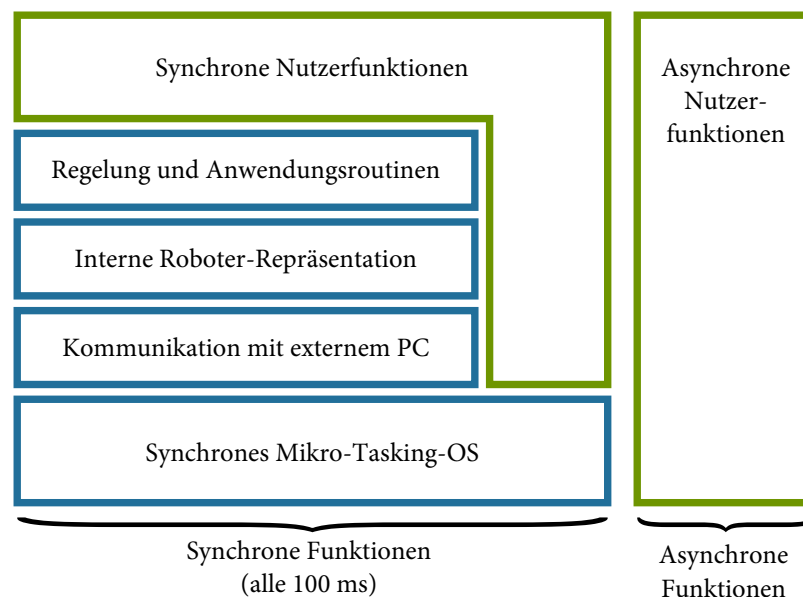 Synchrone Nutzerfunktionen
Regelung und Anwendungsroutinen
Interne Roboter-Repräsentation
Kommunikation mit externem PC
Synchrones Mikro-Tasking-OS
Synchrone Funktionen
(alle 100 ms)
Asynchrone
Nutzer-
funktionen
Asynchrone
Funktionen